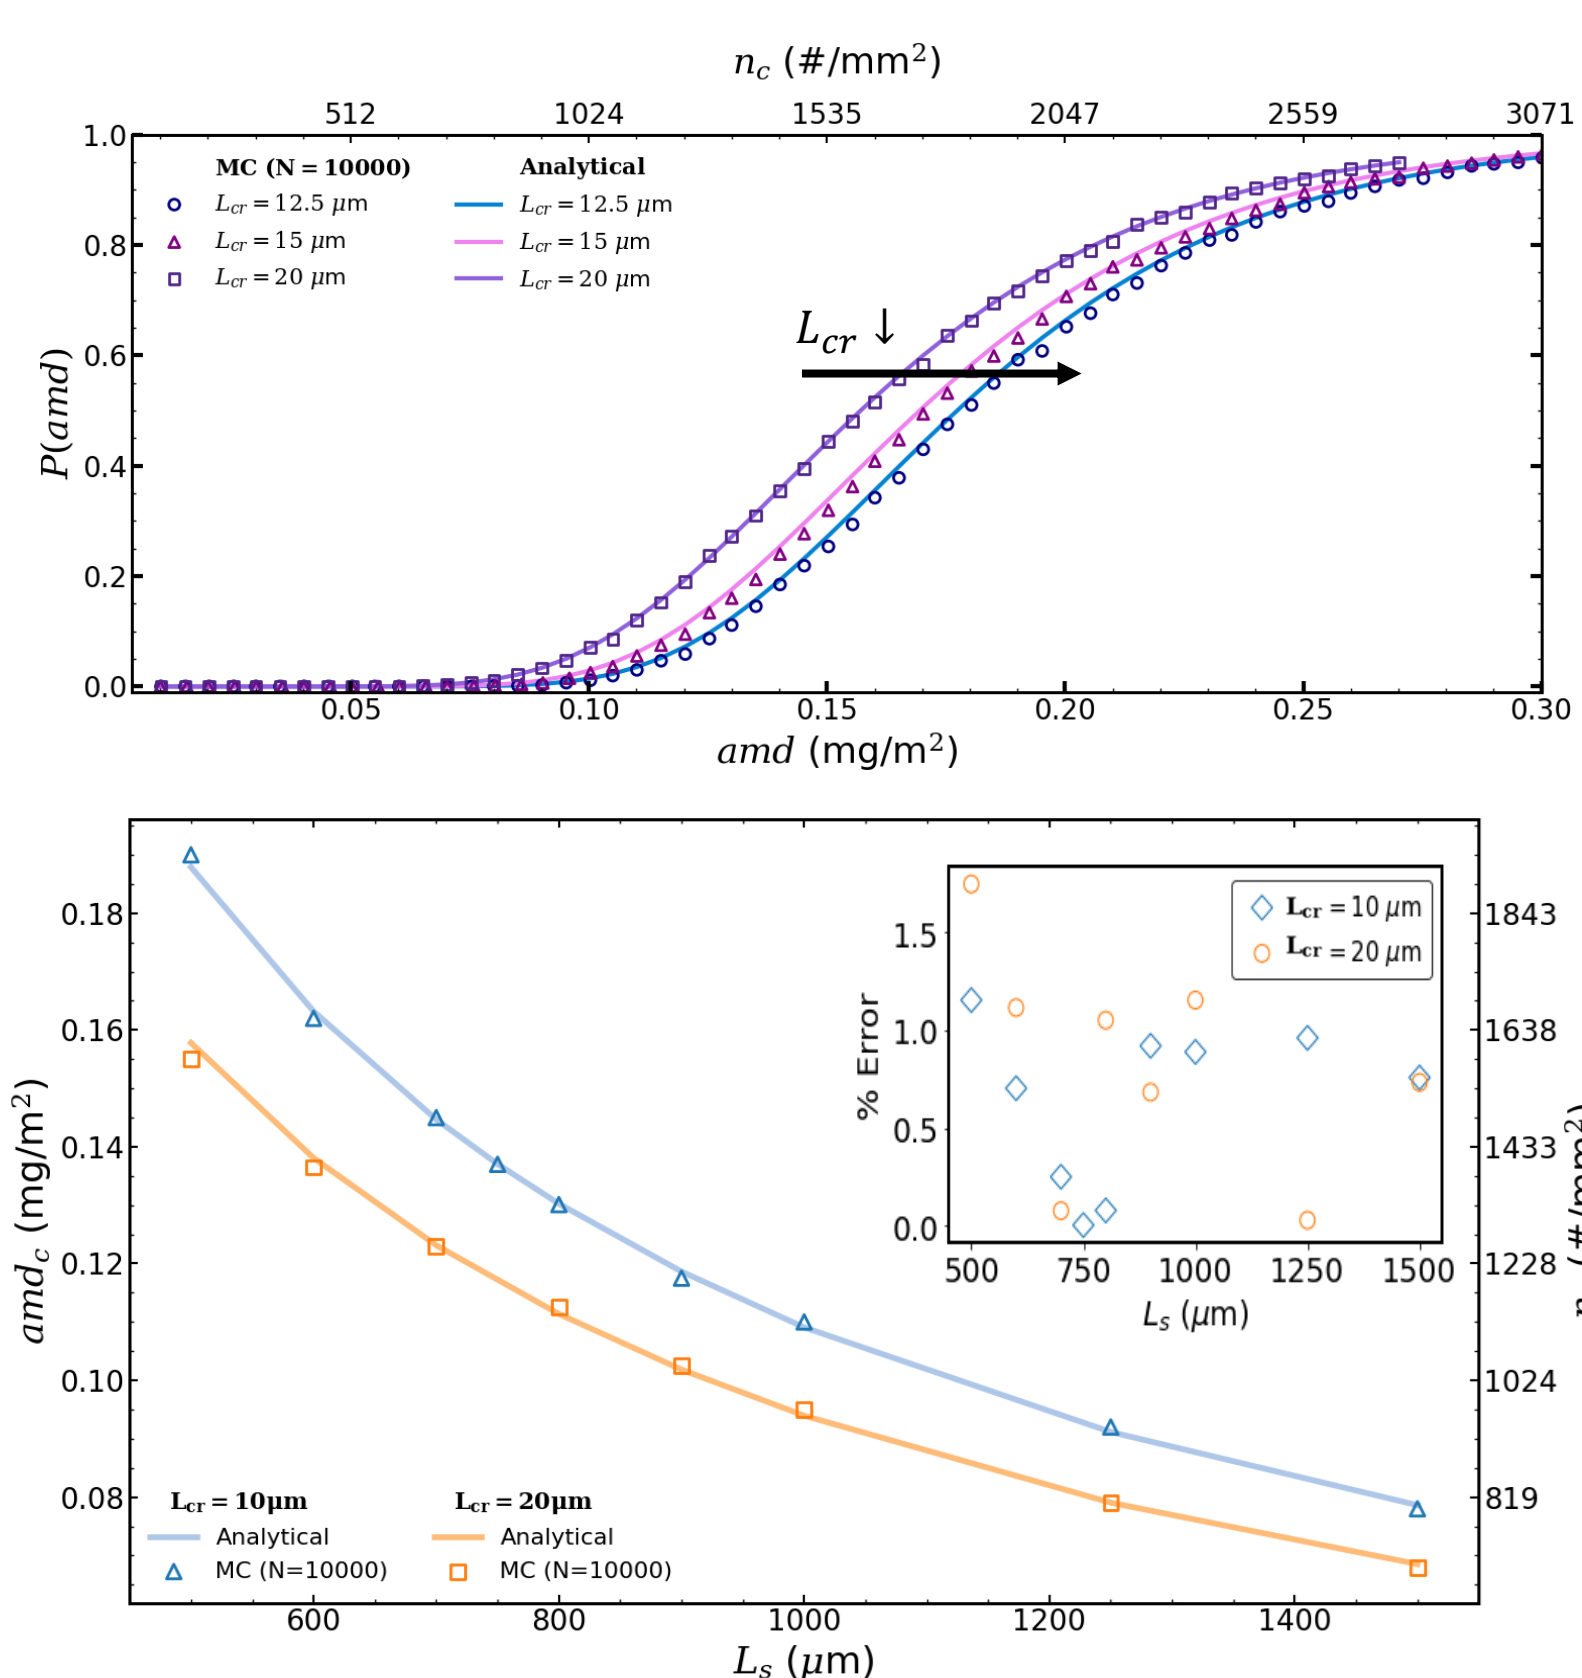 n_c (#/mm²)
512 1024 1535 2047 2559 3071
MC (N = 10000) Analytical
L_cr = 12.5 μm L_cr = 12.5 μm
L_cr = 15 μm L_cr = 15 μm
L_cr = 20 μm L_cr = 20 μm
L_cr ↓
P(amd)
1.0
0.8
0.6
0.4
0.2
0.0
0.05 0.10 0.15 0.20 0.25 0.30
amd (mg/m²)
amd_c (mg/m²)
0.18
0.16
0.14
0.12
0.10
0.08
L_cr = 10 μm
L_cr = 20 μm
% Error
1.5
1.0
0.5
0.0
500 750 1000 1250 1500
L_s (μm)
1843
1638
1433
1228
1024
819
(#/mm²)
L_cr = 10μm L_cr = 20μm
Analytical Analytical
MC (N=10000) MC (N=10000)
600 800 1000 1200 1400
L_s (μm)